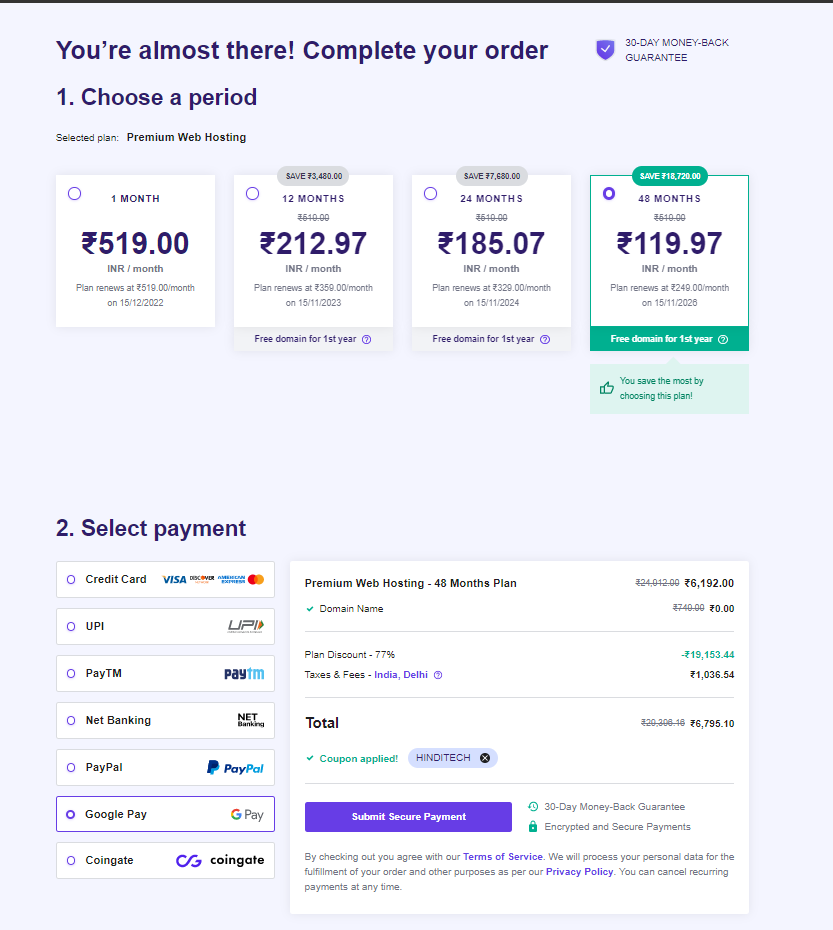 You’re almost there! Complete your order
30-DAY MONEY-BACK
GUARANTEE
1. Choose a period
Selected plan: Premium Web Hosting
1 MONTH
₹519.00
INR / month
Plan renews at ₹519.00/month
on 15/12/2022
SAVE ₹3,480.00
12 MONTHS
₹519.00
₹212.97
INR / month
Plan renews at ₹359.00/month
on 15/11/2023
Free domain for 1st year
SAVE ₹7,680.00
24 MONTHS
₹519.00
₹185.07
INR / month
Plan renews at ₹329.00/month
on 15/11/2024
Free domain for 1st year
SAVE ₹18,720.00
48 MONTHS
₹519.00
₹119.97
INR / month
Plan renews at ₹249.00/month
on 15/11/2026
Free domain for 1st year
You save the most by
choosing this plan!
2. Select payment
Credit Card VISA DISCOVER AMERICAN EXPRESS
UPI UPI
PayTM paytm
Net Banking NET Banking
PayPal PayPal
Google Pay G Pay
Coingate coingate
Premium Web Hosting - 48 Months Plan ₹24,912.00 ₹6,192.00
Domain Name ₹749.00 ₹0.00
Plan Discount - 77% -₹19,153.44
Taxes & Fees - India, Delhi ₹1,036.54
Total ₹29,306.16 ₹6,795.10
Coupon applied! HINDITECH
Submit Secure Payment
30-Day Money-Back Guarantee
Encrypted and Secure Payments
By checking out you agree with our Terms of Service. We will process your personal data for the
fulfillment of your order and other purposes as per our Privacy Policy. You can cancel recurring
payments at any time.